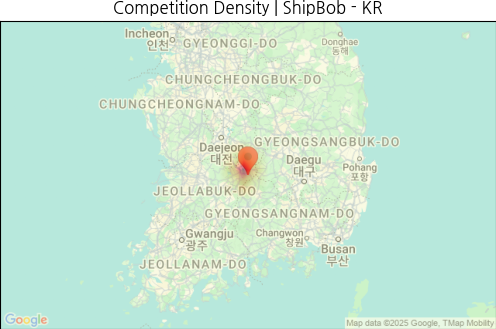 Competition Density | ShipBob - KR
Incheon
인천
Donghae
동해
GYEONGGI-DO
CHUNGCHEONGBUK-DO
CHUNGCHEONGNAM-DO
GYEONGSANGBUK-DO
Daejeon
대전
Daegu
대구
Pohang
포항
JEOLLABUK-DO
GYEONGSANGNAM-DO
Gwangju
광주
Changwon
창원
Busan
부산
JEOLLANAM-DO
Google
Map data ©2025 Google, TMap Mobility